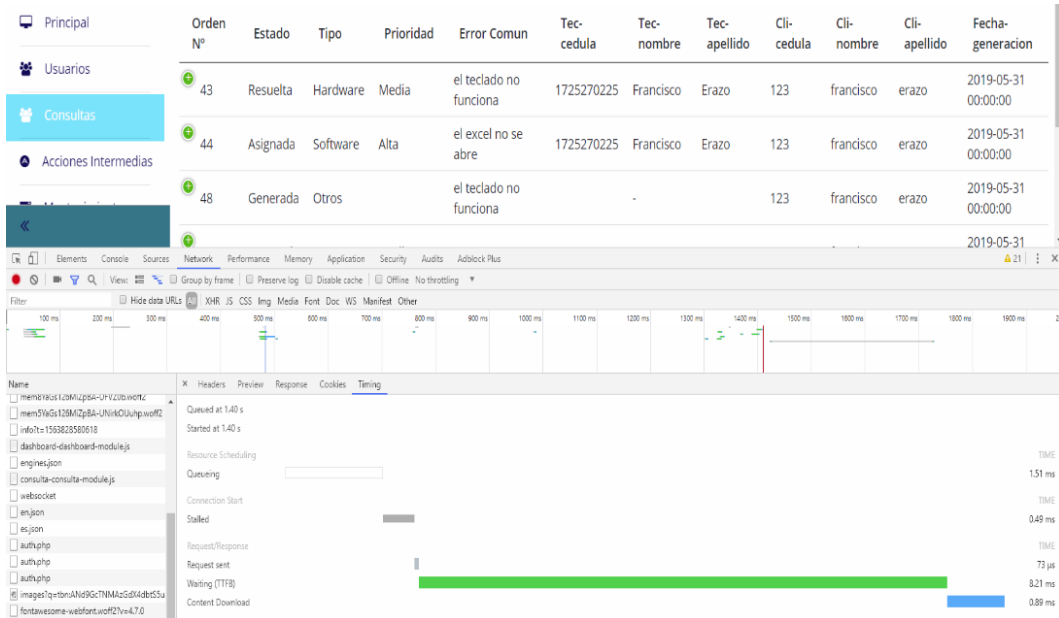 Principal
Usuarios
Consultas
Acciones Intermedias
«
Orden N° Estado Tipo Prioridad Error Comun Tec-cedula Tec-nombre Tec-apellido Cli-cedula Cli-nombre Cli-apellido Fecha-generacion
43 Resuelta Hardware Media el teclado no funciona 1725270225 Francisco Erazo 123 francisco erazo 2019-05-31 00:00:00
44 Asignada Software Alta el excel no se abre 1725270225 Francisco Erazo 123 francisco erazo 2019-05-31 00:00:00
48 Generada Otros el teclado no funciona - 123 francisco erazo 2019-05-31 00:00:00
2019-05-31
Elements Console Sources Network Performance Memory Application Security Audits Adblock Plus 21
View: Group by frame Preserve log Disable cache Offline No throttling
Filter Hide data URLs All XHR JS CSS Img Media Font Doc WS Manifest Other
100 ms 200 ms 300 ms 400 ms 500 ms 600 ms 700 ms 800 ms 900 ms 1000 ms 1100 ms 1200 ms 1300 ms 1400 ms 1500 ms 1600 ms 1700 ms 1800 ms 1900 ms
Name
mem5YaGs126MiZpBA-UNirkOUuhp.woff2
info?t=1563828580618
dashboard-dashboard-module.js
engines.json
consulta-consulta-module.js
websocket
en.json
es.json
auth.php
auth.php
auth.php
images?q=tbn:ANd9GcTNMAzGdX4dbtS5u
fontawesome-webfont.woff2?v=4.7.0
× Headers Preview Response Cookies Timing
Queued at 1.40 s
Started at 1.40 s
Resource Scheduling TIME
Queueing 1.51 ms
Connection Start TIME
Stalled 0.49 ms
Request/Response TIME
Request sent 73 µs
Waiting (TTFB) 8.21 ms
Content Download 0.89 ms